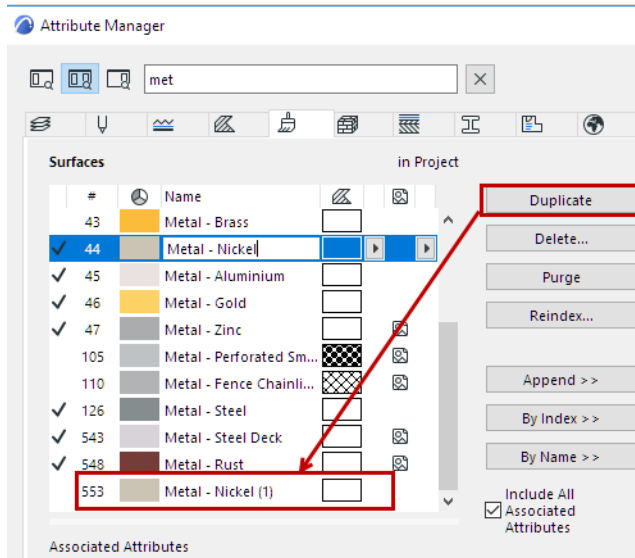 Attribute Manager
met
Surfaces
in Project
# Name
43 Metal - Brass
44 Metal - Nickel
45 Metal - Aluminium
46 Metal - Gold
47 Metal - Zinc
105 Metal - Perforated Sm...
110 Metal - Fence Chainli...
126 Metal - Steel
543 Metal - Steel Deck
548 Metal - Rust
553 Metal - Nickel (1)
Duplicate
Delete...
Purge
Reindex...
Append >>
By Index >>
By Name >>
Include All
Associated
Attributes
Associated Attributes